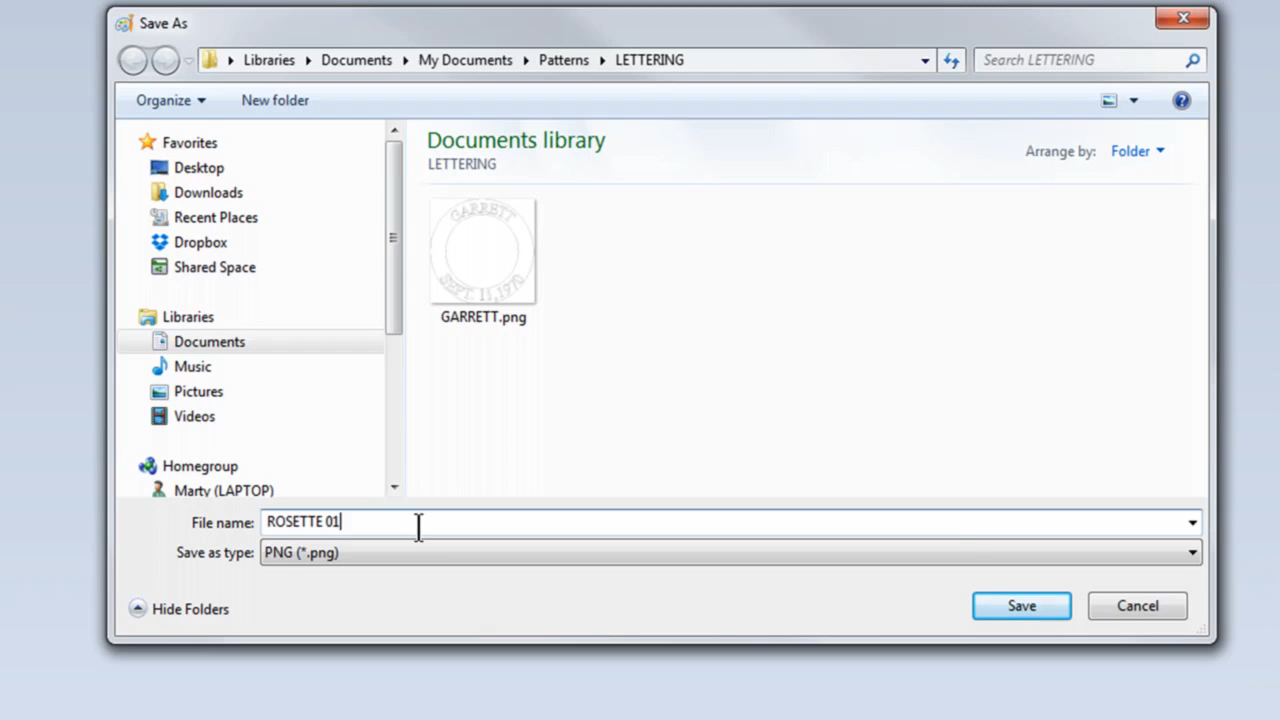 Save As
Libraries
Documents
My Documents
Patterns
LETTERING
Search LETTERING
Organize
New folder
Favorites
Desktop
Downloads
Recent Places
Dropbox
Shared Space
Libraries
Documents
Music
Pictures
Videos
Homegroup
Marty (LAPTOP)
Documents library
LETTERING
Arrange by: Folder
GARRETT
SEPT. 11,1970
GARRETT.png
File name: ROSETTE 01
Save as type: PNG (*.png)
Hide Folders
Save
Cancel